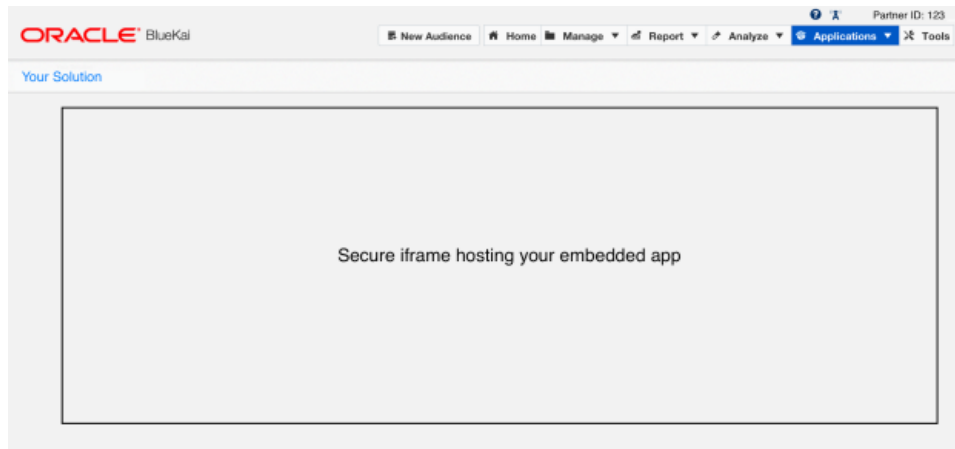 Partner ID: 123
ORACLE BlueKai
New Audience Home Manage Report Analyze Applications Tools
Your Solution
Secure iframe hosting your embedded app